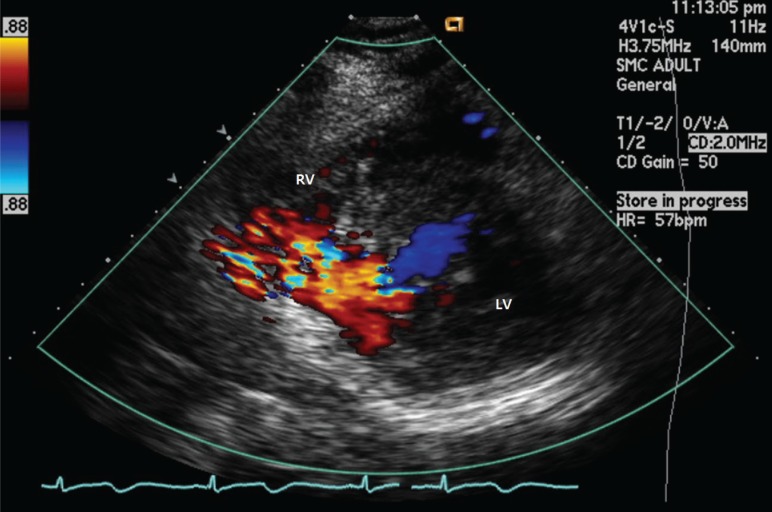 11:13:05 pm
.88
4V1c-S 11Hz
H3.75MHz 140mm
SMC ADULT
General
T1/-2/ 0/V:A
1/2 CD:2.0MHz
CD Gain = 50
RV
.88
Store in progress
HR= 57bpm
LV